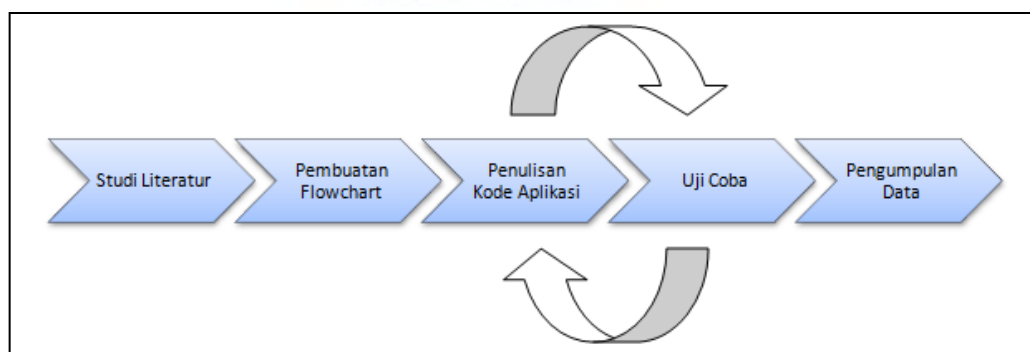 Studi Literatur
Pembuatan
Flowchart
Penulisan
Kode Aplikasi
Uji Coba
Pengumpulan
Data